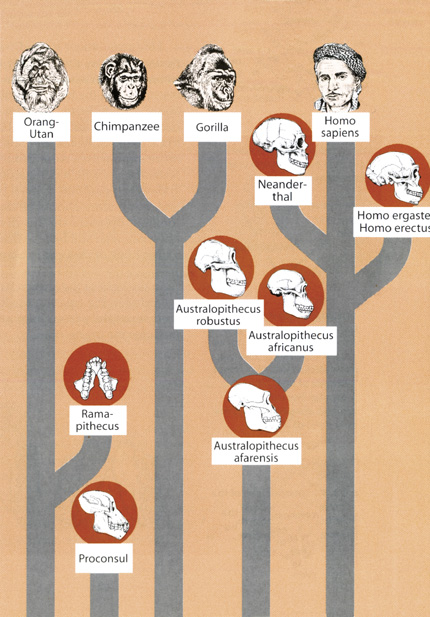 Orang-
Utan
Chimpanzee
Gorilla
Homo
sapiens
Neander-
thal
Homo ergaste
Homo erectus
Australopithecus
robustus
Australopithecus
africanus
Rama-
pithecus
Australopithecus
afarensis
Proconsul